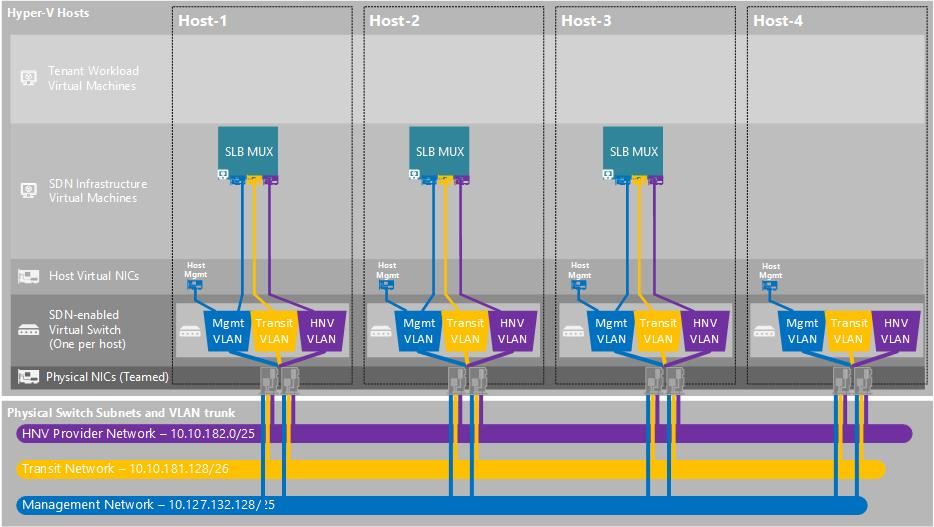 Hyper-V Hosts
Host-1
Host-2
Host-3
Host-4
Tenant Workload
Virtual Machines
SLB MUX
SLB MUX
SLB MUX
SDN Infrastructure
Virtual Machines
Host Virtual NICs
Host
Mgmt
Host
Mgmt
Host
Mgmt
Host
Mgmt
SDN-enabled
Virtual Switch
(One per host)
Mgmt
VLAN
Transit
VLAN
HNV
VLAN
Mgmt
VLAN
Transit
VLAN
HNV
VLAN
Mgmt
VLAN
Transit
VLAN
HNV
VLAN
Mgmt
VLAN
Transit
VLAN
HNV
VLAN
Physical NICs (Teamed)
Physical Switch Subnets and VLAN trunk
HNV Provider Network – 10.10.182.0/25
Transit Network – 10.10.181.128/26
Management Network – 10.127.132.128/25